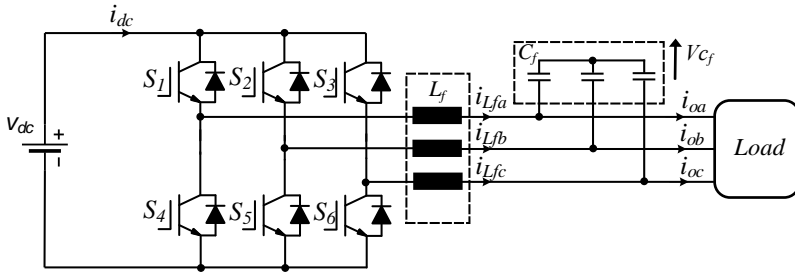 i_dc
C_f
Vc_f
S_1
S_2
S_3
L_f
i_Lfa
i_oa
v_dc
+
-
i_Lfb
i_ob
Load
i_Lfc
i_oc
S_4
S_5
S_6